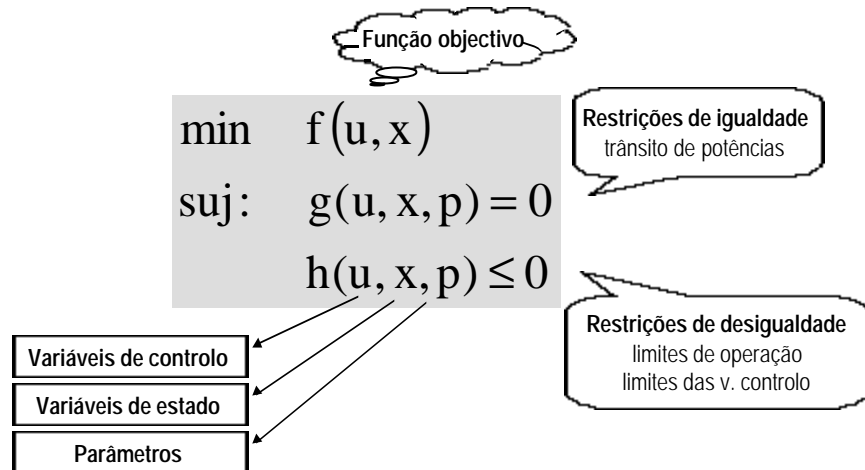 Função objectivo
min f(u,x)
suj: g(u, x, p) = 0
h(u, x, p) ≤ 0
Restrições de igualdade
trânsito de potências
Restrições de desigualdade
limites de operação
limites das v. controlo
Variáveis de controlo
Variáveis de estado
Parâmetros